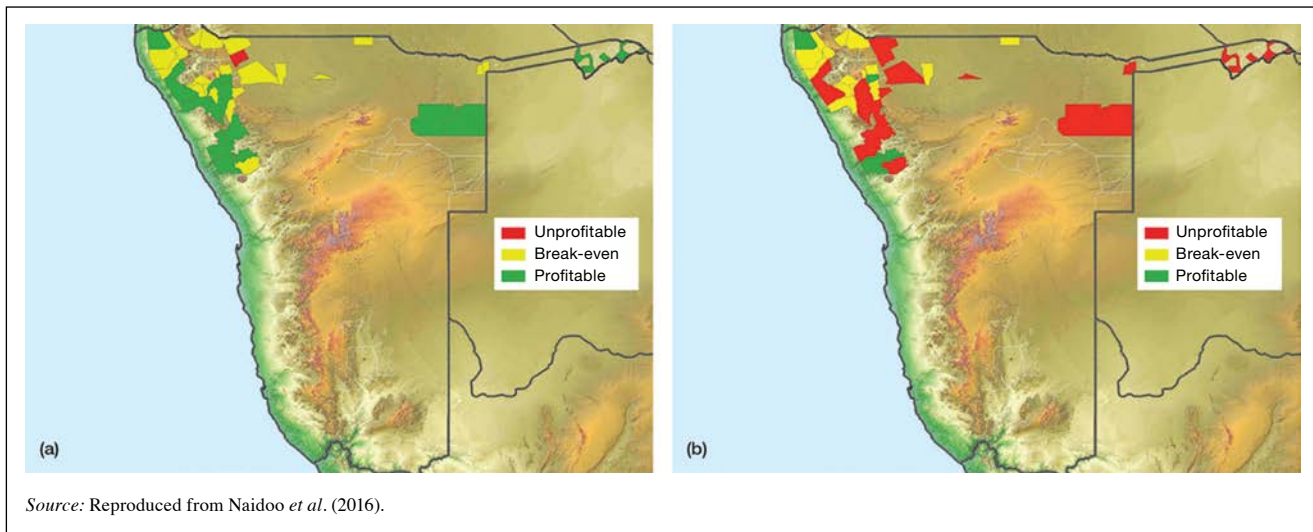 Unprofitable
Break-even
Profitable
(a)
Unprofitable
Break-even
Profitable
(b)
Source: Reproduced from Naidoo et al. (2016).